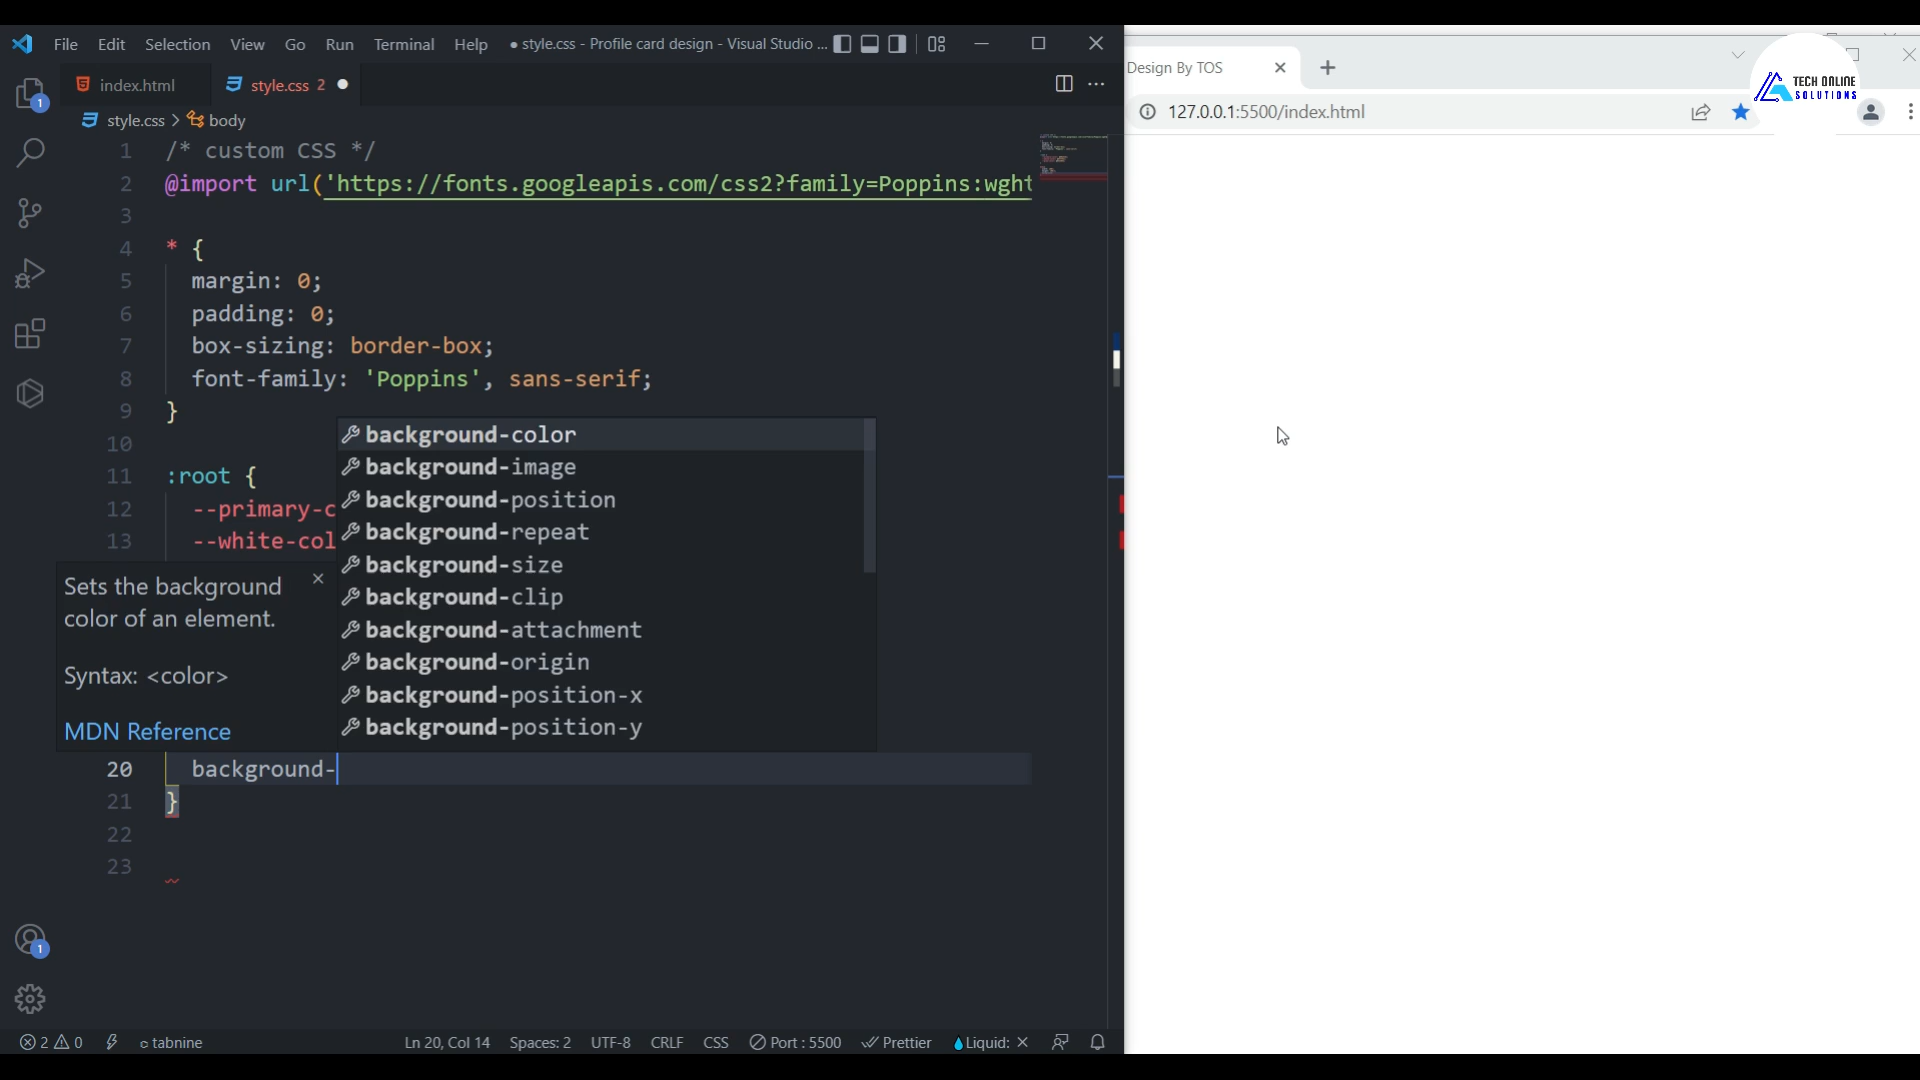 File Edit Selection View Go Run Terminal Help ● style.css - Profile card design - Visual Studio ...
Design By TOS
TECH ONLINE
SOLUTIONS
index.html
style.css 2
127.0.0.1:5500/index.html
style.css > body
1 /* custom CSS */
2 @import url('https://fonts.googleapis.com/css2?family=Poppins:wght
3
4 * {
5 margin: 0;
6 padding: 0;
7 box-sizing: border-box;
8 font-family: 'Poppins', sans-serif;
9 }
10
11 :root {
12 --primary-c
13 --white-col
background-color
background-image
background-position
background-repeat
background-size
background-clip
background-attachment
background-origin
background-position-x
background-position-y
Sets the background
color of an element.
Syntax: <color>
MDN Reference
20 background-
21 }
22
23
1
1
2 0 tabnine Ln 20, Col 14 Spaces: 2 UTF-8 CRLF CSS Port : 5500 Prettier Liquid: